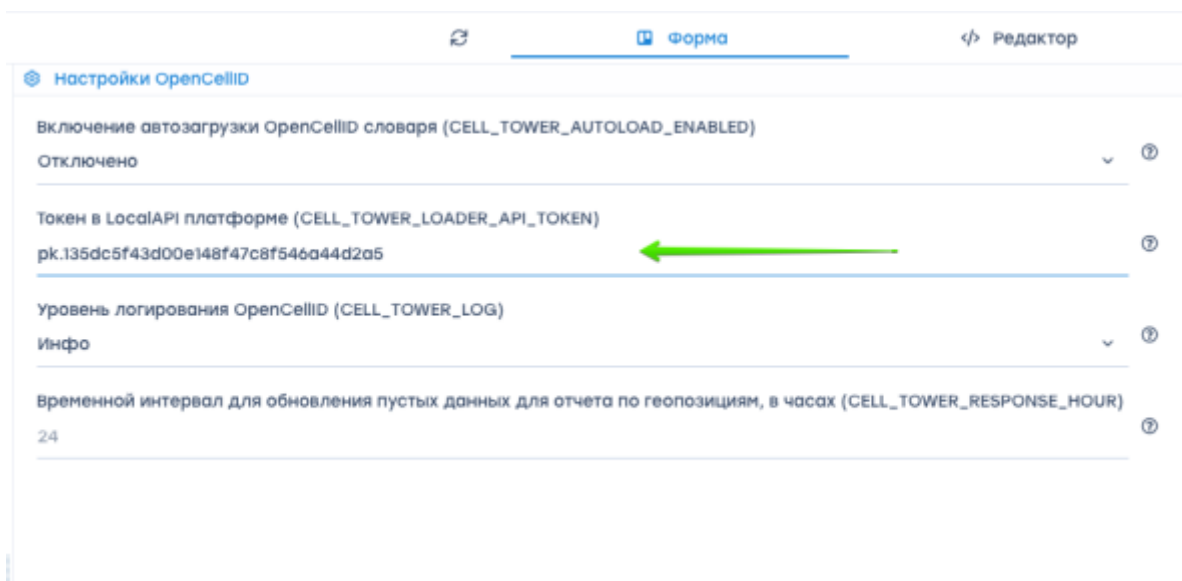 Форма
</> Редактор
Настройки OpenCellID
Включение автозагрузки OpenCellID словаря (CELL_TOWER_AUTOLOAD_ENABLED)
Отключено
Токен в LocalAPI платформе (CELL_TOWER_LOADER_API_TOKEN)
pk.135dc5f43d00e148f47c8f546a44d2a5
Уровень логирования OpenCellID (CELL_TOWER_LOG)
Инфо
Временной интервал для обновления пустых данных для отчета по геопозициям, в часах (CELL_TOWER_RESPONSE_HOUR)
24